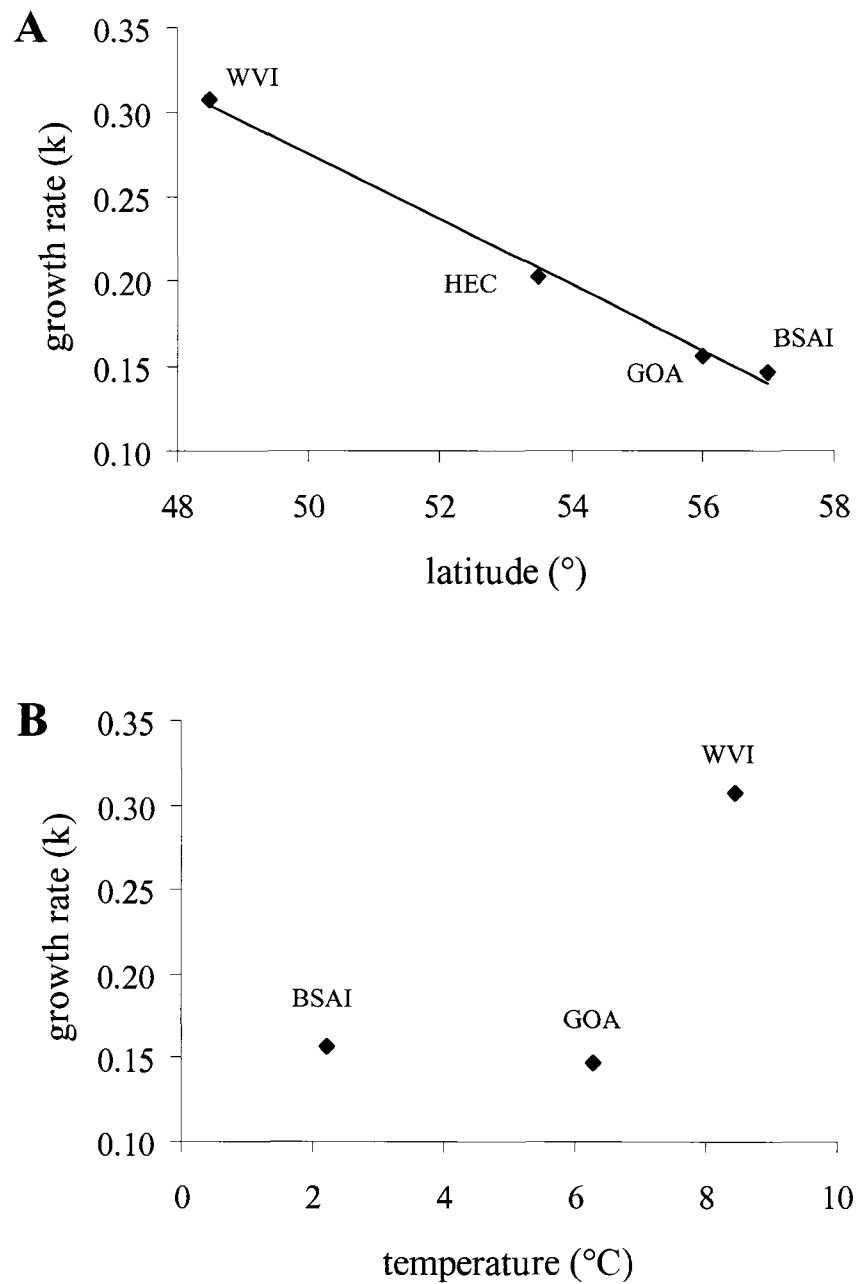 A
0.35
WVI
0.30
growth rate (k)
0.25
HEC
0.20
BSAI
GOA
0.15
0.10
48 50 52 54 56 58
latitude (°)
B
0.35
WVI
0.30
growth rate (k)
0.25
0.20
BSAI
GOA
0.15
0.10
0 2 4 6 8 10
temperature (°C)